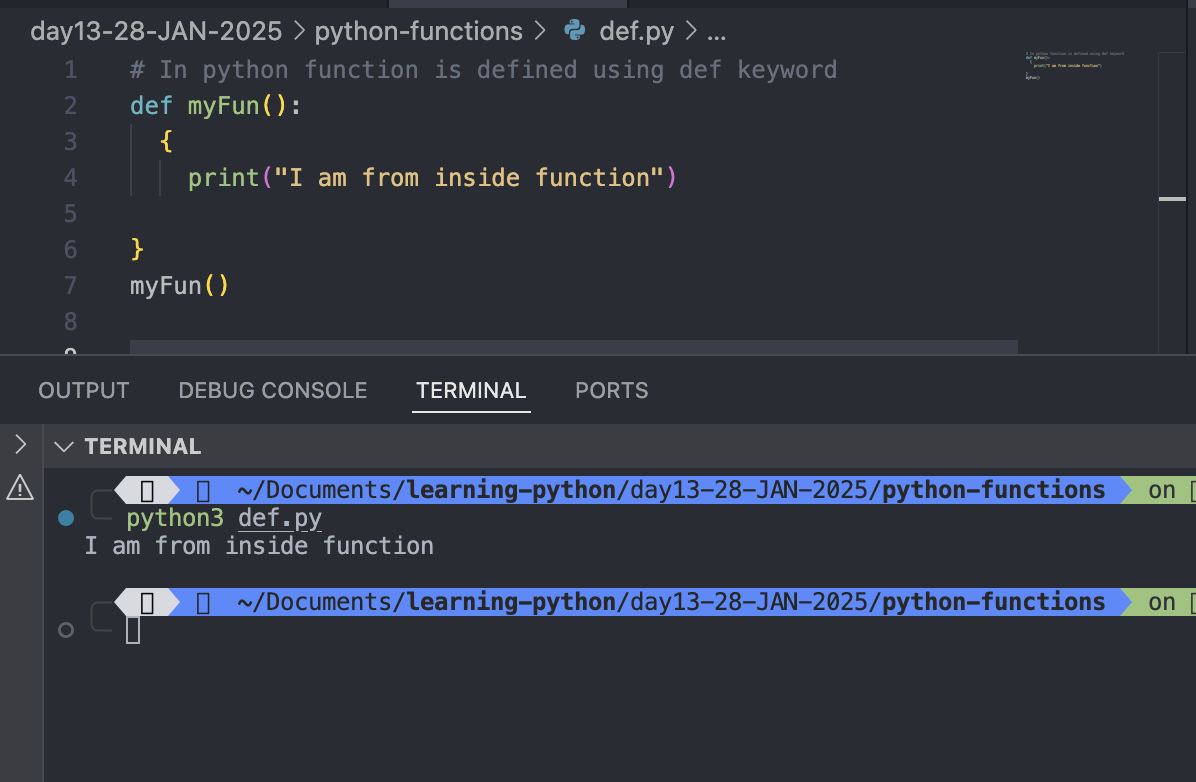 day13-28-JAN-2025 > python-functions > def.py > ...
1 # In python fuction is defined using def keyword
2 def myFun():
3 {
4 print("I am from inside function")
5
6 }
7 myFun()
8
9
OUTPUT DEBUG CONSOLE TERMINAL PORTS
TERMINAL
~/Documents/learning-python/day13-28-JAN-2025/python-functions on
python3 def.py
I am from inside function
~/Documents/learning-python/day13-28-JAN-2025/python-functions on